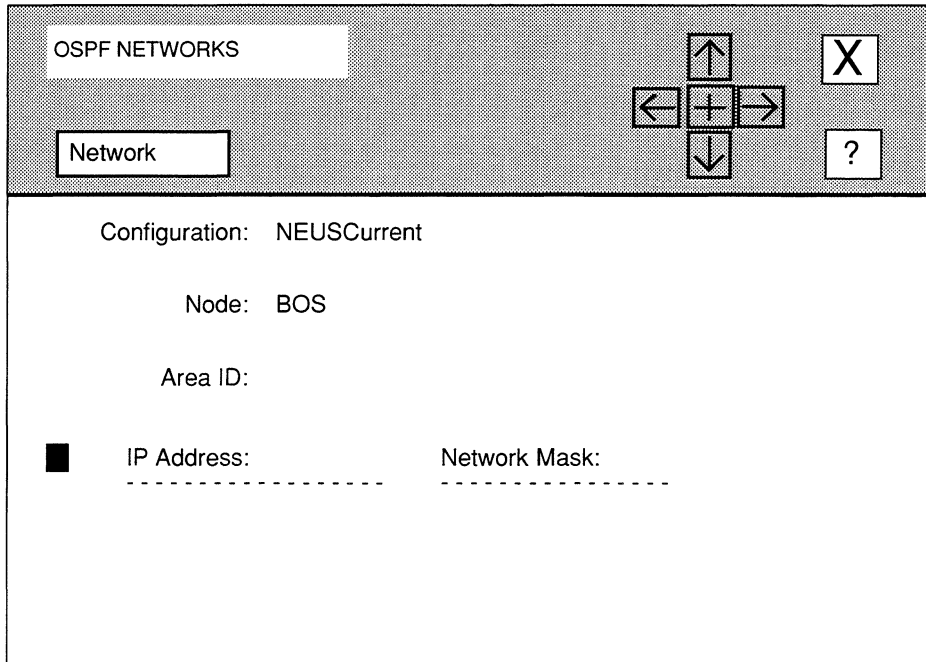 OSPF NETWORKS
X
Network
?
Configuration: NEUSCurrent
Node: BOS
Area ID:
IP Address: Network Mask: